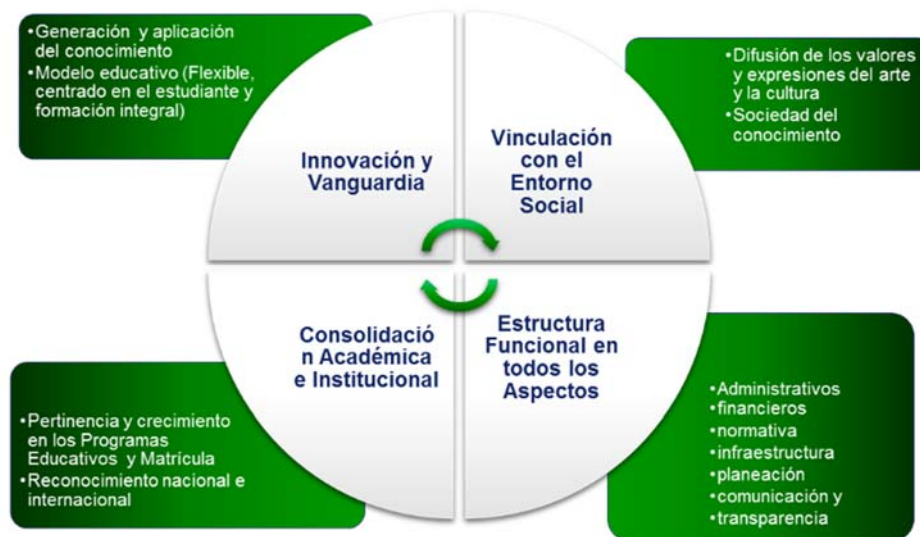 •Generación y aplicación
del conocimiento
•Modelo educativo (Flexible,
centrado en el estudiante y
formación integral)
•Difusión de los valores
y expresiones del arte
y la cultura
•Sociedad del
conocimiento
Innovación y
Vanguardia
Vinculación
con el
Entorno
Social
Consolidació
n Académica
e Institucional
Estructura
Funcional en
todos los
Aspectos
•Pertinencia y crecimiento
en los Programas
Educativos y Matrícula
•Reconocimiento nacional e
internacional
•Administrativos
•financieros
•normativa
•infraestructura
•planeación
•comunicación y
•transparencia